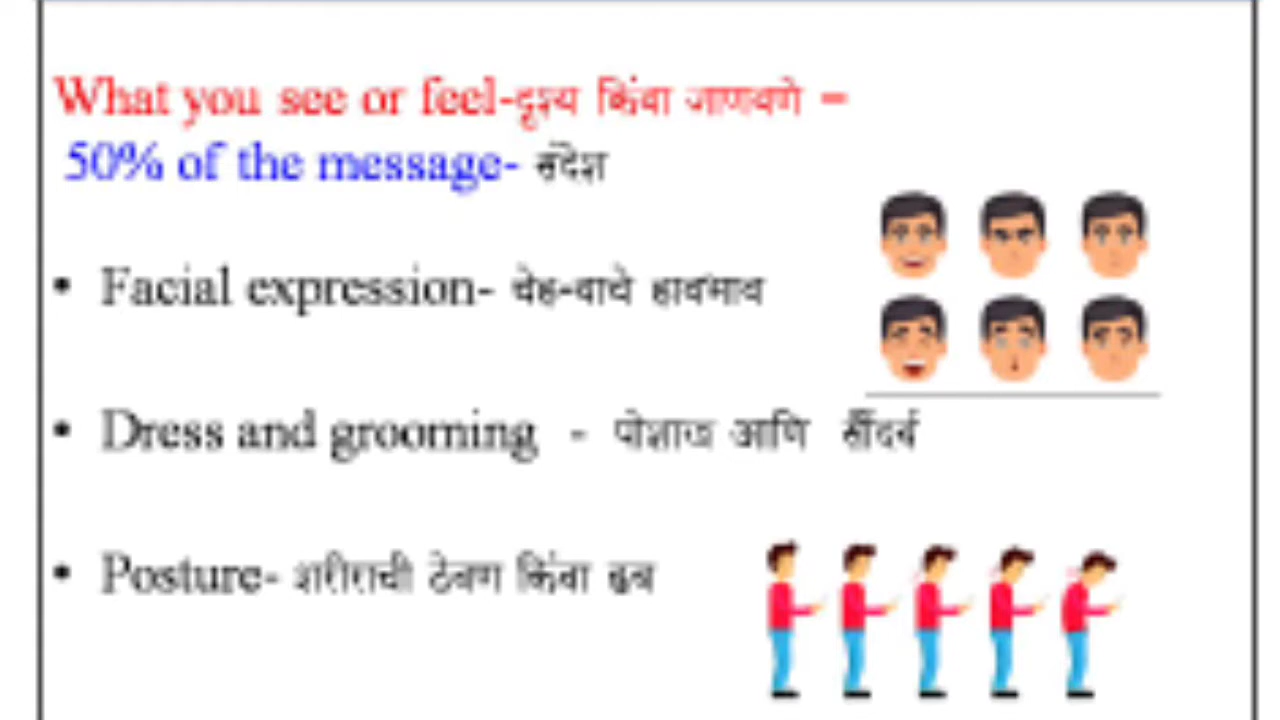 What you see or feel-दृश्य किंवा जाणवणे –
50% of the message- संदेश
• Facial expression- चेह-याचे हावभाव
• Dress and grooming - पोशाख आणि सौंदर्य
• Posture- शरीराची ठेवण किंवा ढब